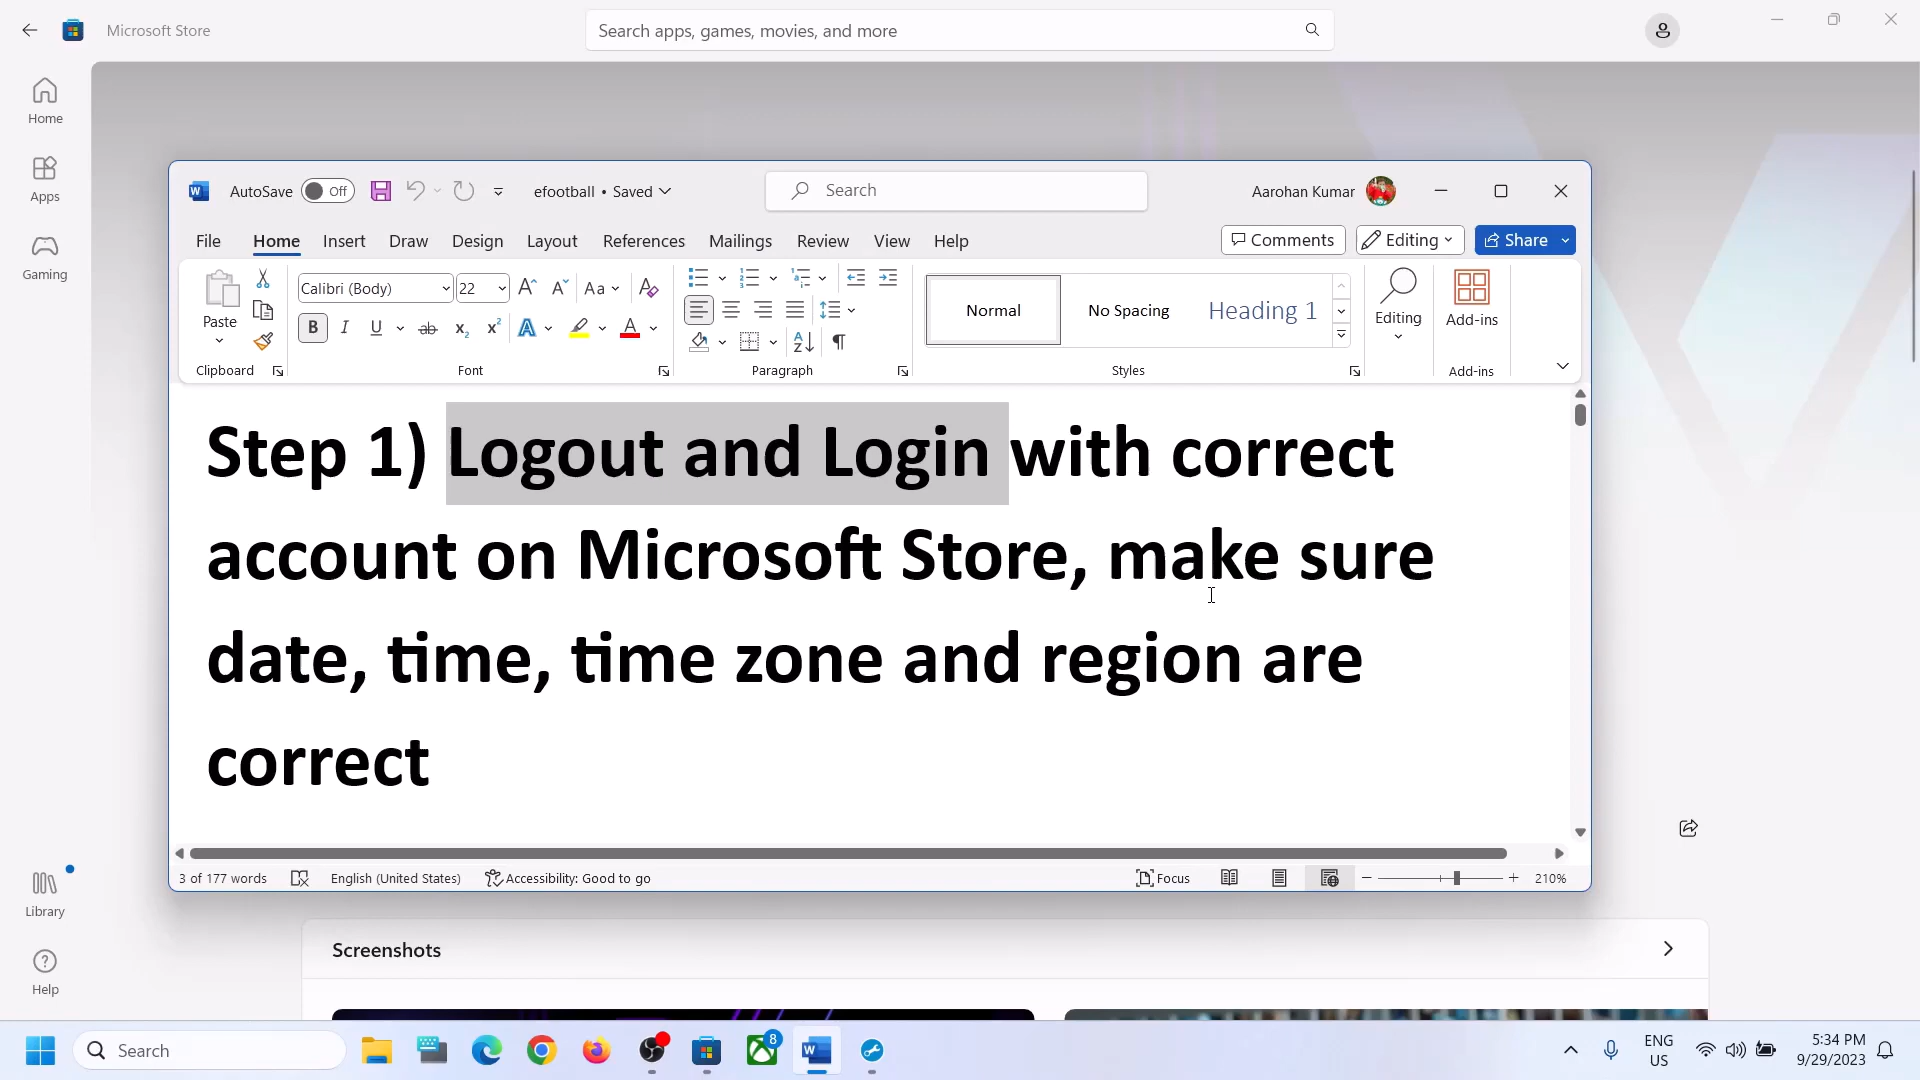 Microsoft Store
Search apps, games, movies, and more
Home
Apps
Gaming
Library
Help
AutoSave Off
efootball • Saved
Search
Aarohan Kumar
File Home Insert Draw Design Layout References Mailings Review View Help
Comments Editing Share
Paste
Calibri (Body) 22
Aa
B I U ab x₂ x² A A
Normal No Spacing Heading 1
Editing
Add-ins
Clipboard Font Paragraph Styles Add-ins
Step 1) Logout and Login with correct
account on Microsoft Store, make sure
date, time, time zone and region are
correct
3 of 177 words English (United States) Accessibility: Good to go Focus 210%
Screenshots
Search
8
ENG
US
5:34 PM
9/29/2023